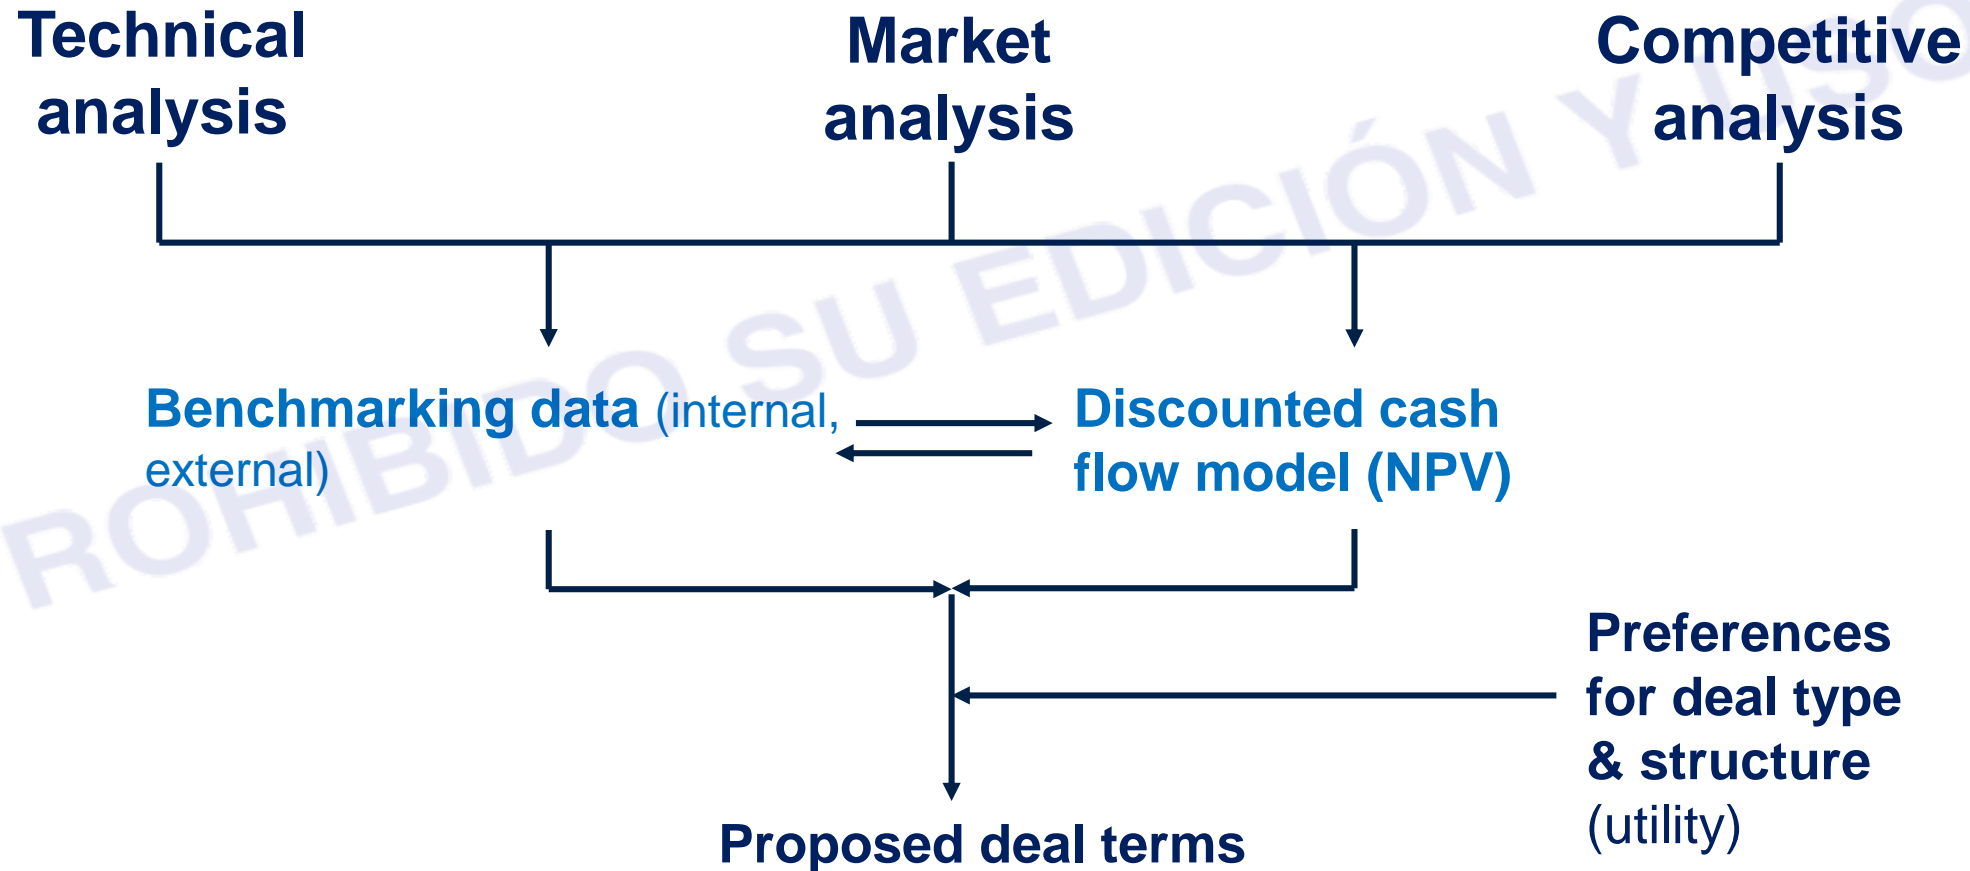 Technical
analysis
Market
analysis
Competitive
analysis
ROHIBIDO SU EDICIÓN Y USO
Benchmarking data (internal,
external)
Discounted cash
flow model (NPV)
Preferences
for deal type
& structure
(utility)
Proposed deal terms